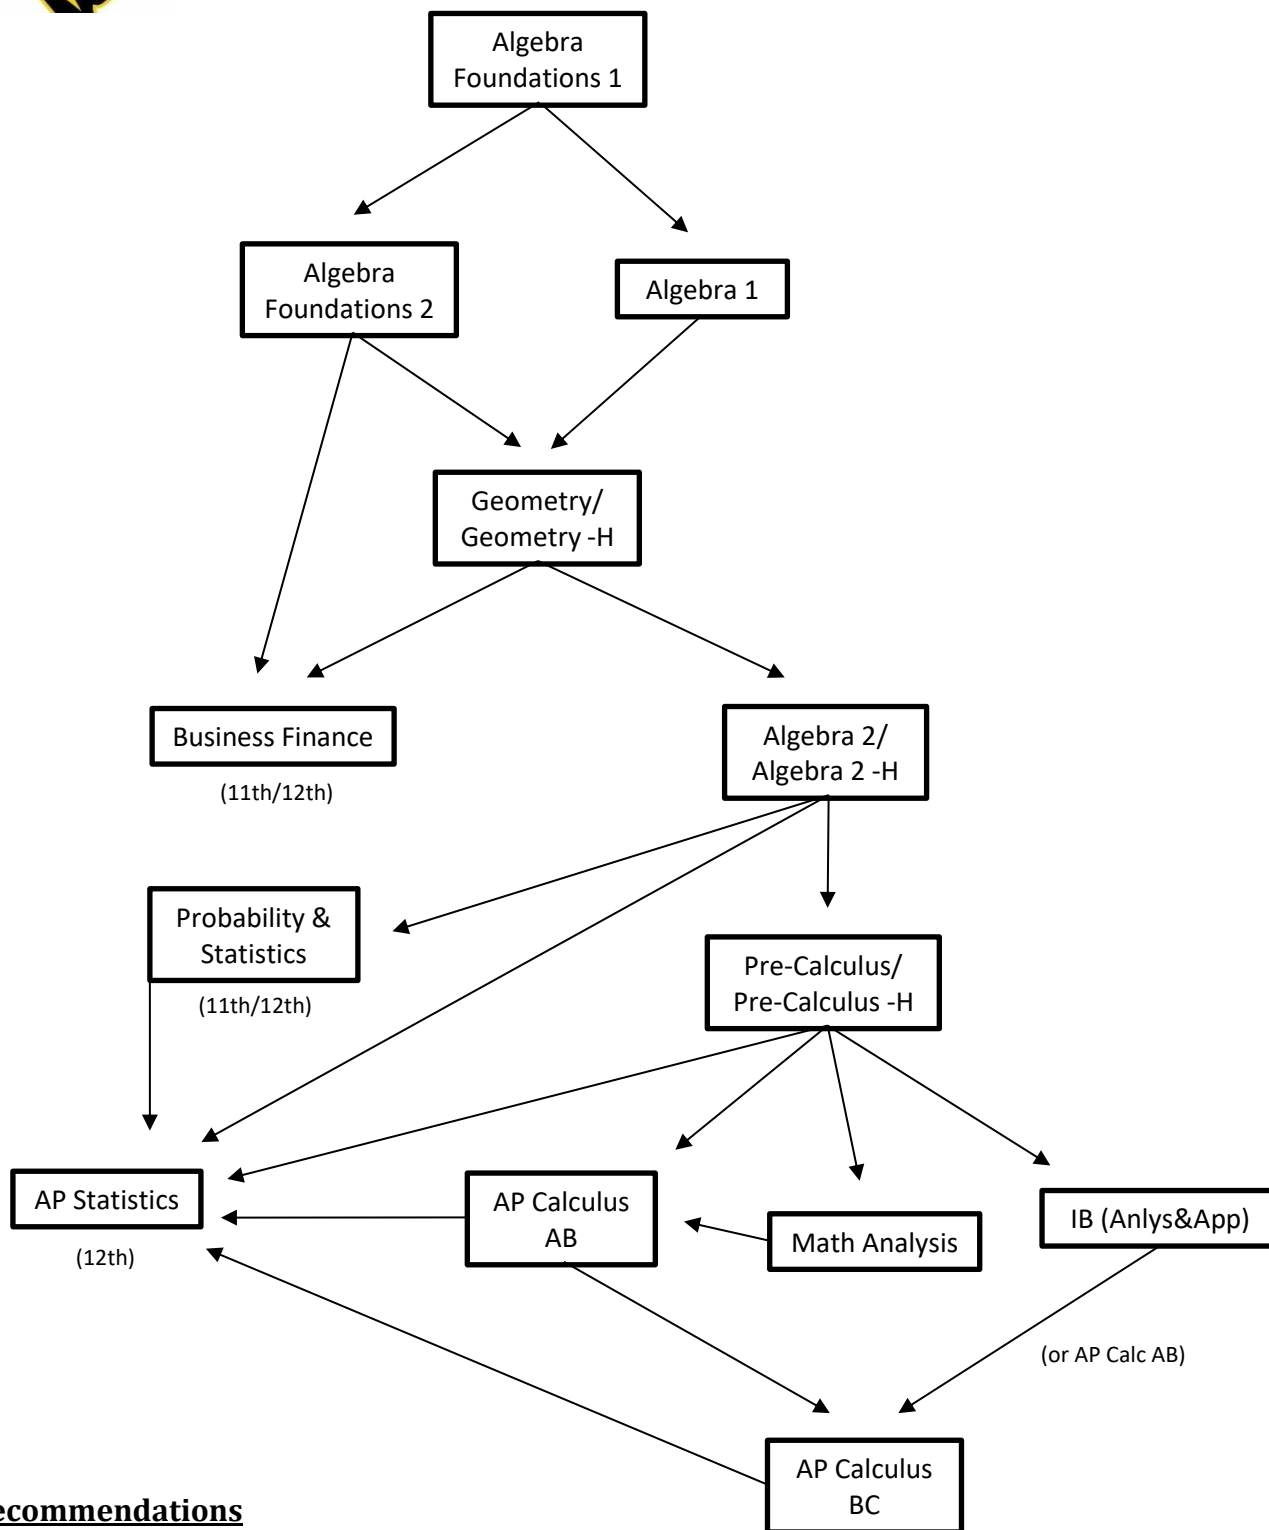 Algebra
Foundations 1
Algebra
Foundations 2
Algebra 1
Geometry/
Geometry -H
Business Finance
(11th/12th)
Algebra 2/
Algebra 2 -H
Probability &
Statistics
(11th/12th)
Pre-Calculus/
Pre-Calculus -H
AP Statistics
(12th)
AP Calculus
AB
Math Analysis
IB (Anlys&App)
(or AP Calc AB)
AP Calculus
BC
ecommendations